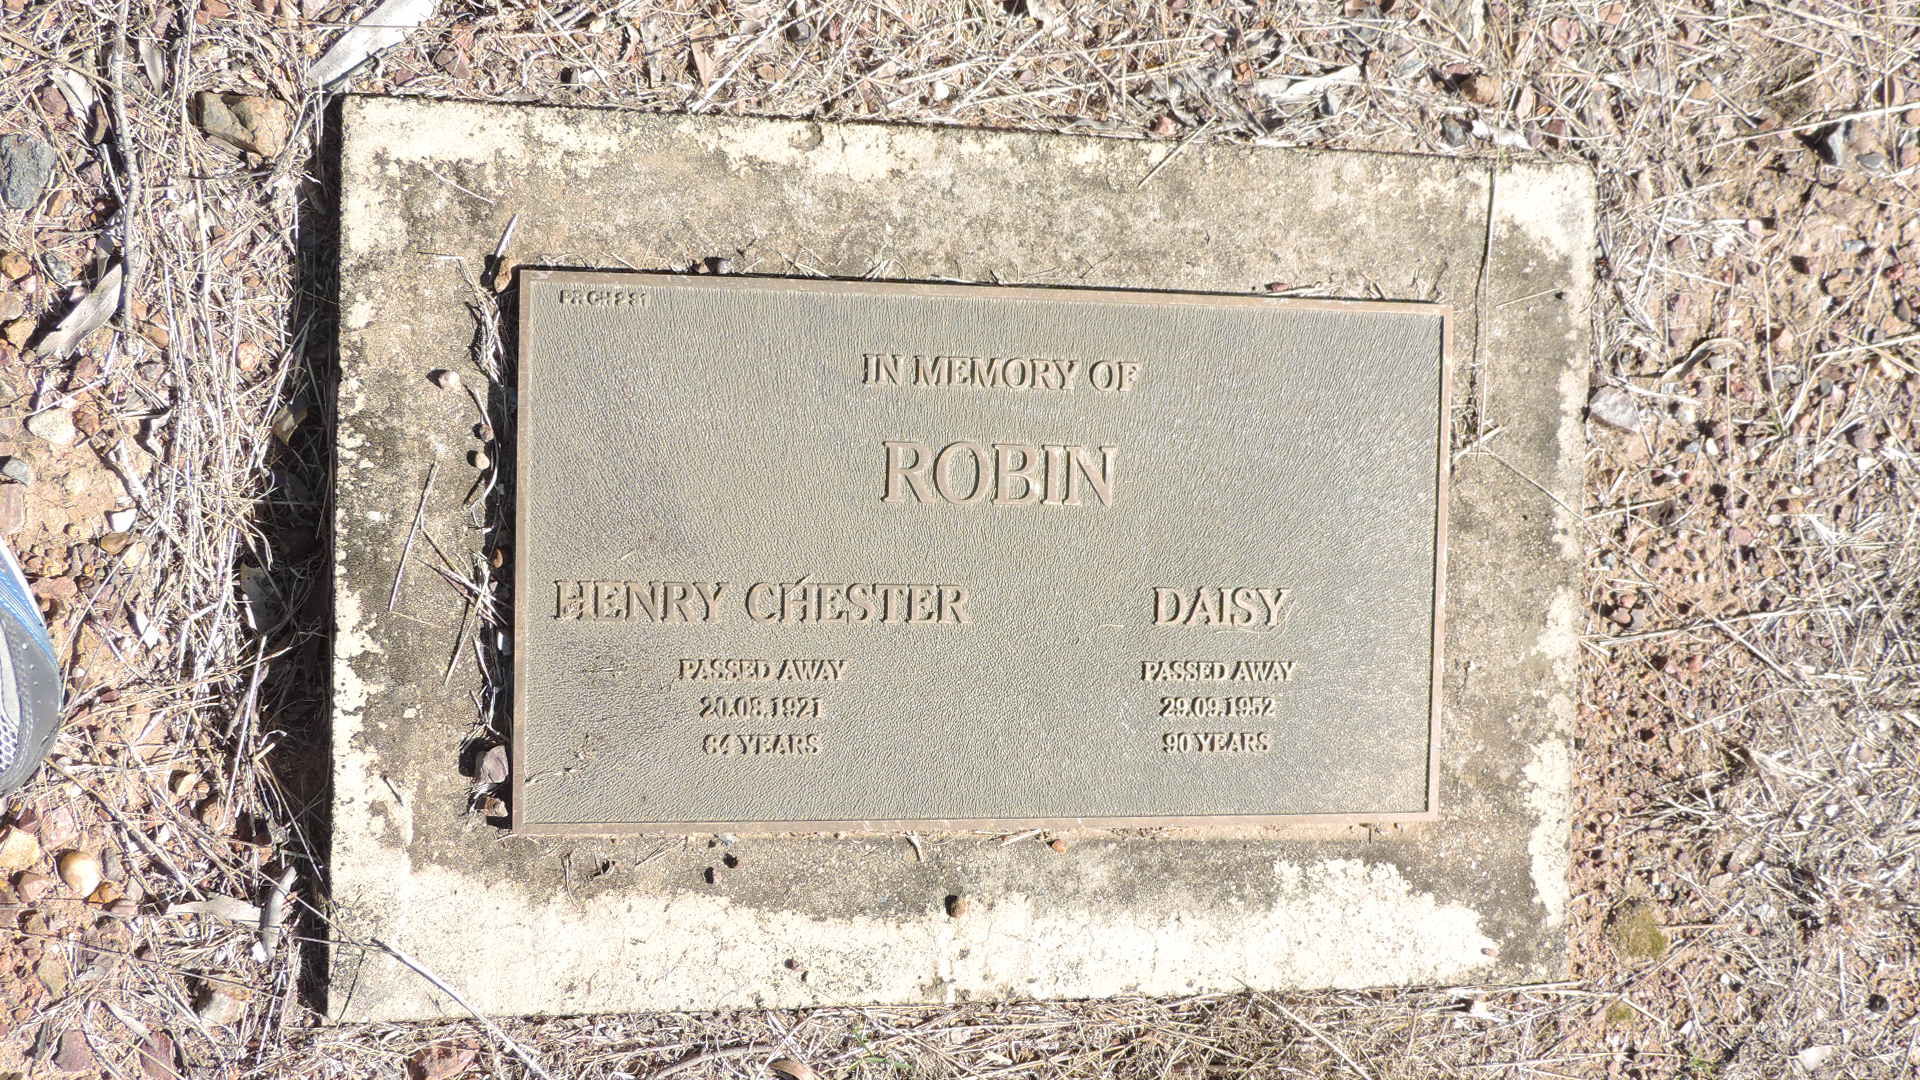 IN MEMORY OF
ROBIN
HENRY CHESTER DAISY
PASSED AWAY PASSED AWAY
20.08.1921 29.09.1952
64 YEARS 90 YEARS